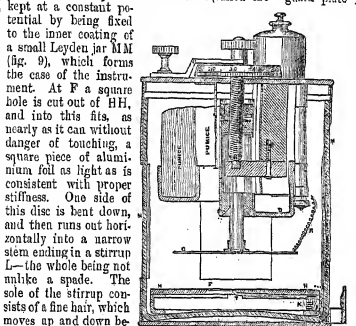 kept at a constant po-
tential by being fixed
to the inner coating of
a small Leyden jar MM
(fig. 9), which forms
the case of the instru-
ment. At F a square
hole is cut out of HH,
and into this fits, as
nearly as it can without
danger of touching, a
square piece of alumi-
nium foil as light as is
consistent with proper
stiffness. One side of
this disc is bent down,
and then runs out hori-
zontally into a narrow
stem ending in a stirrup
L—the whole being not
unlike a spade. The
sole of the stirrup con-
sists of a fine hair, which
moves up and down be-
guard plate
PUMICE
PUMICE